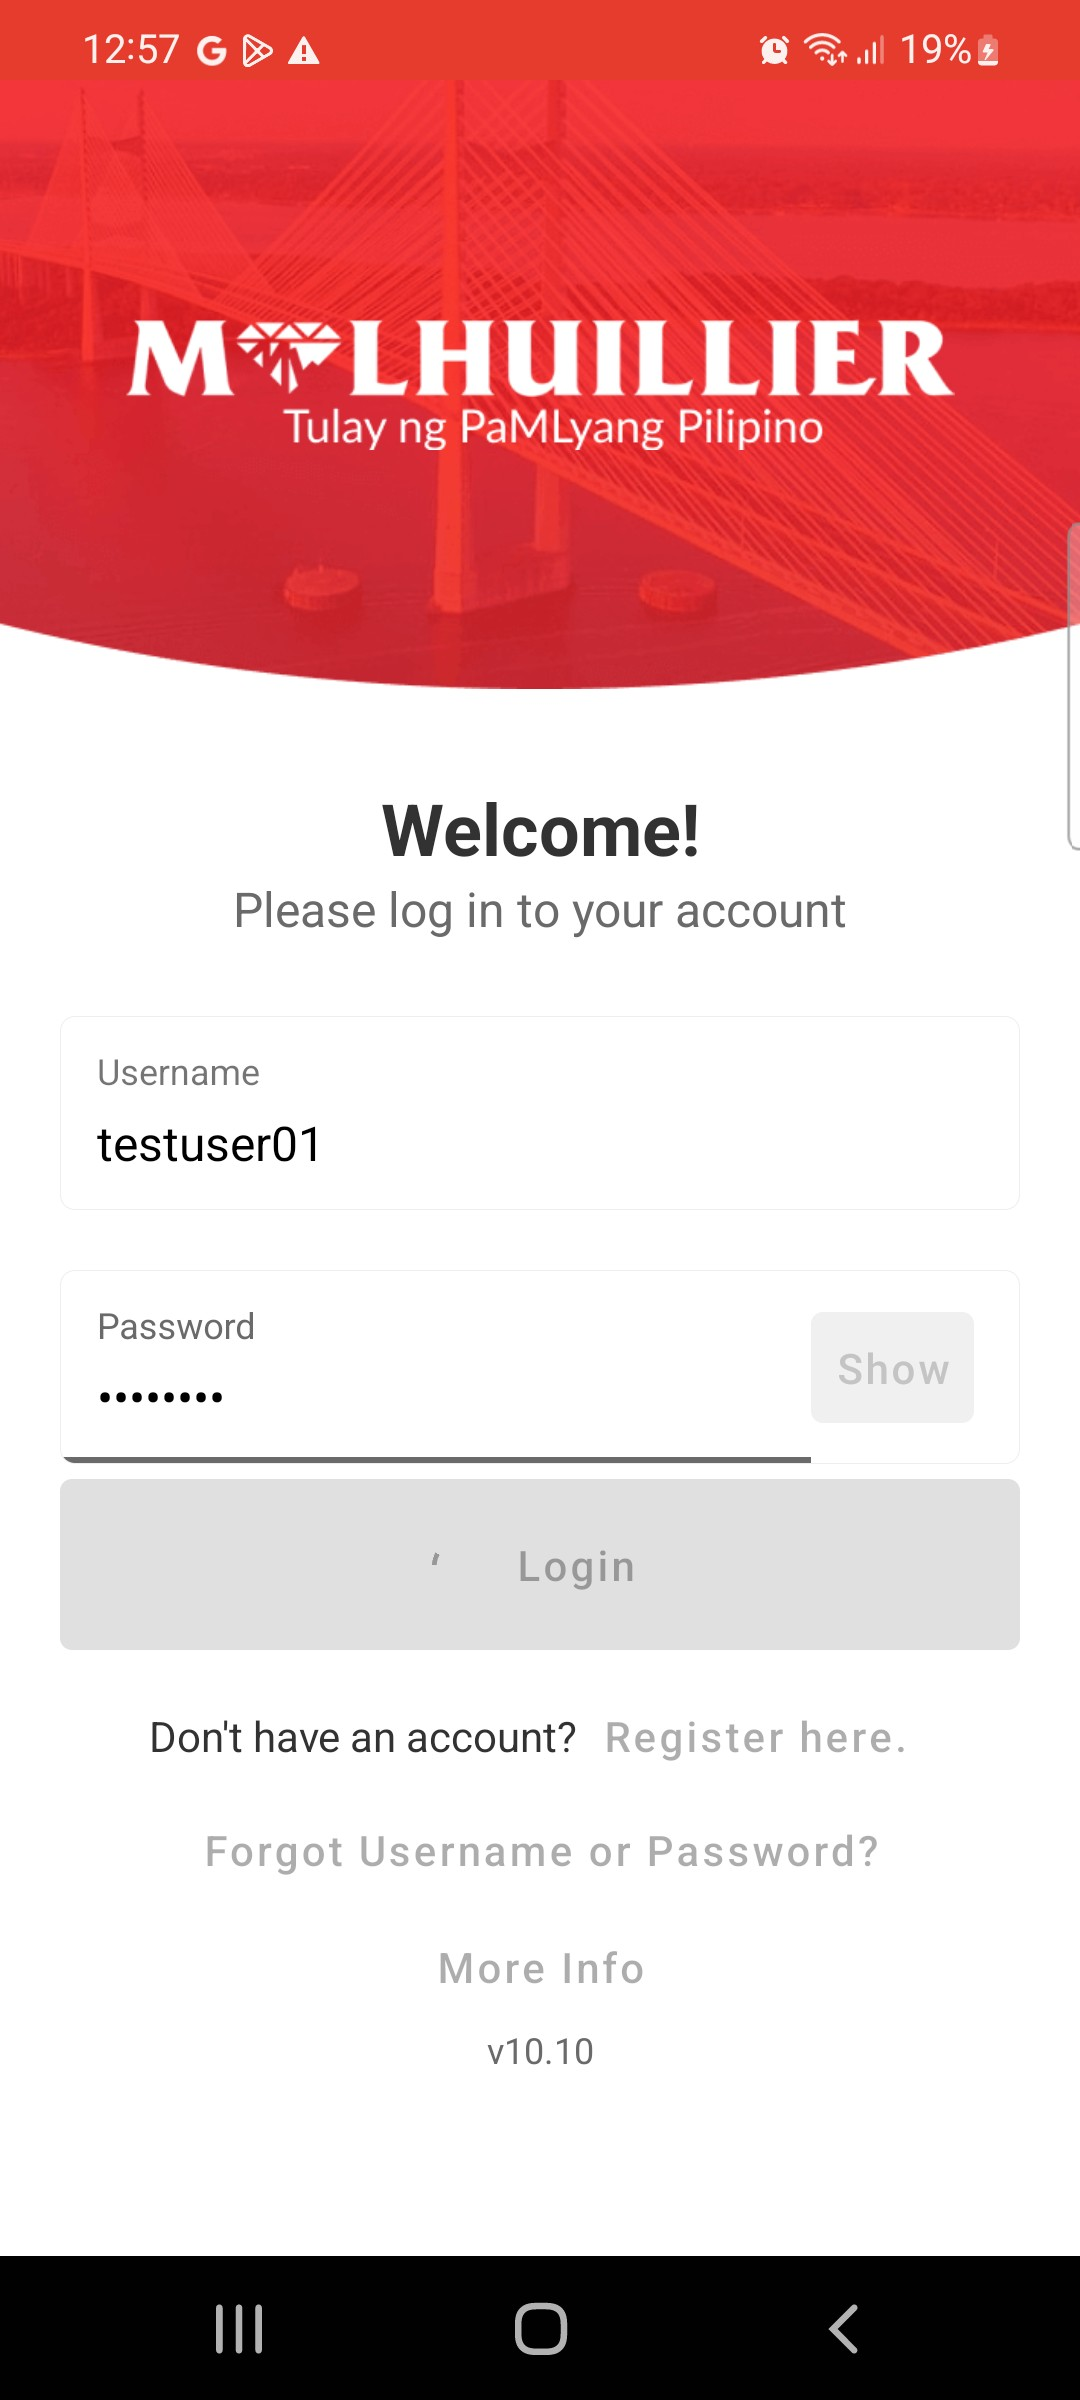 12:57
19%
M LHUILLIER
Tulay ng PaMLyang Pilipino
Welcome!
Please log in to your account
Username
testuser01
Password
••••••••
Show
Login
Don't have an account? Register here.
Forgot Username or Password?
More Info
v10.10